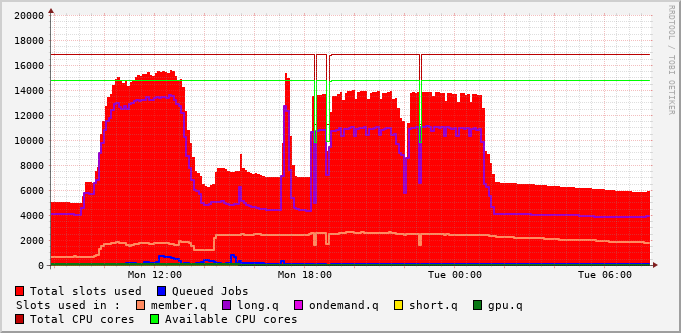 20000
18000
16000
14000
12000
10000
8000
6000
4000
2000
0
Mon 12:00 Mon 18:00 Tue 00:00 Tue 06:00
RRDTOOL / TOBI OETIKER
Total slots used Queued Jobs
Slots used in : member.q long.q ondemand.q short.q gpu.q
Total CPU cores Available CPU cores